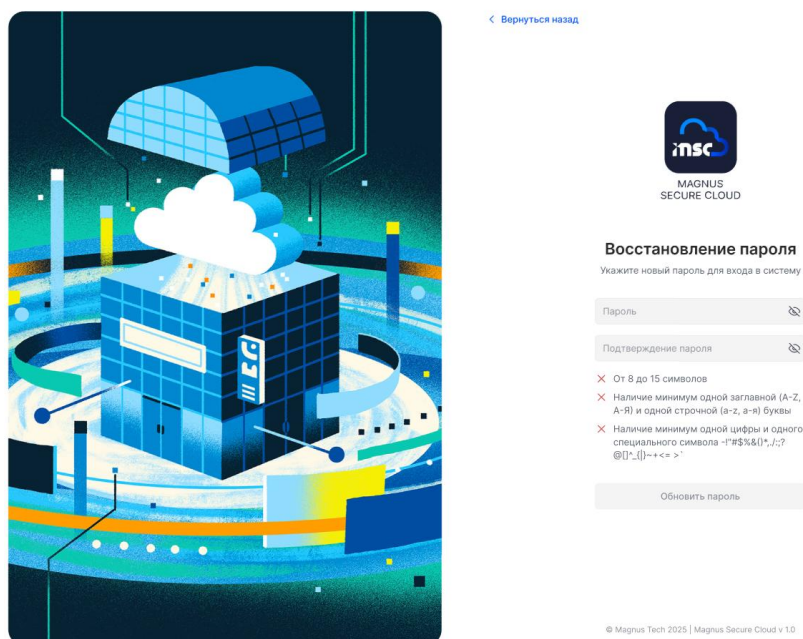 Вернуться назад
msc
MAGNUS
SECURE CLOUD
Восстановление пароля
Укажите новый пароль для входа в систему
Пароль
Подтверждение пароля
От 8 до 15 символов
Наличие минимум одной заглавной (A-Z,
А-Я) и одной строчной (a-z, а-я) буквы
Наличие минимум одной цифры и одного
специального символа -!"#$%&()*,./:;?
@[]^_{|}~+<= >`
Обновить пароль
© Magnus Tech 2025 | Magnus Secure Cloud v 1.0